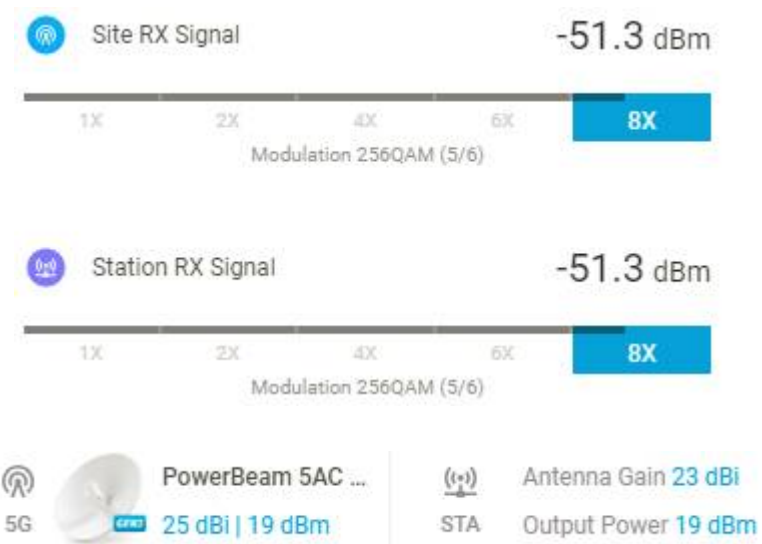 Site RX Signal -51.3 dBm
1X 2X 4X 6X 8X
Modulation 256QAM (5/6)
Station RX Signal -51.3 dBm
1X 2X 4X 6X 8X
Modulation 256QAM (5/6)
PowerBeam 5AC ... Antenna Gain 23 dBi
5G 25 dBi | 19 dBm STA Output Power 19 dBm